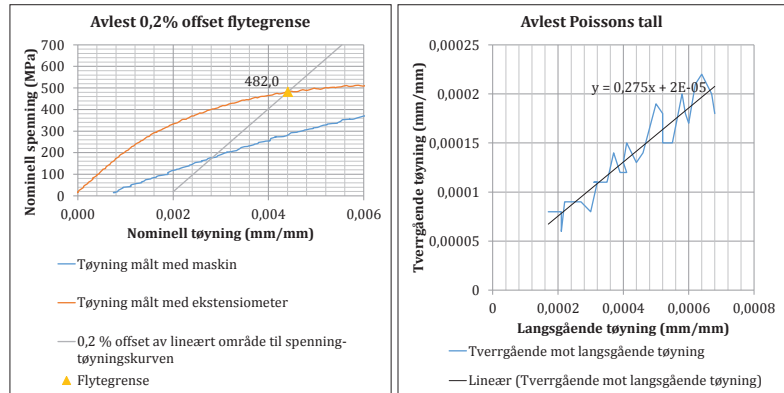 Avlest 0,2% offset flytegrense
Nominell spenning (MPa)
700
600
500
400
300
200
100
0
482,0
0,000
0,002
0,004
0,006
Nominell tøyning (mm/mm)
Tøyning målt med maskin
Tøyning målt med ekstensiometer
0,2 % offset av lineært område til spenning-
tøyningskurven
Flytegrense
Avlest Poissons tall
Tverrgående tøyning (mm/mm)
0,00025
0,0002
0,00015
0,0001
0,00005
0
y = 0,275x + 2E-05
0
0,0002
0,0004
0,0006
0,0008
Langsgående tøyning (mm/mm)
Tverrgående mot langsgående tøyning
Lineær (Tverrgående mot langsgående tøyning)